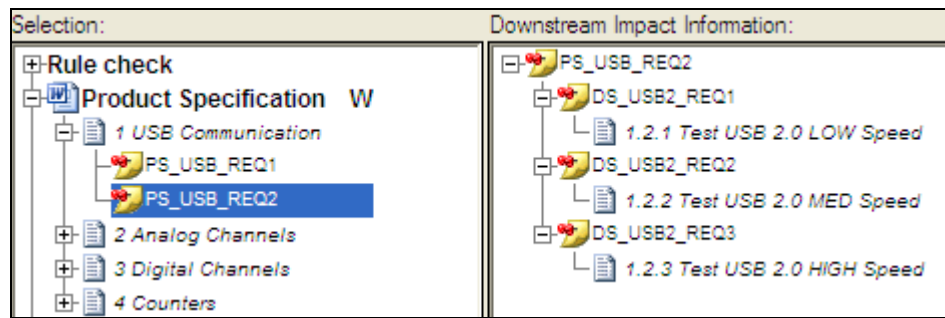 Selection:
Rule check
Product Specification W
1 USB Communication
PS_USB_REQ1
PS_USB_REQ2
2 Analog Channels
3 Digital Channels
4 Counters
Downstream Impact Information:
PS_USB_REQ2
DS_USB2_REQ1
1.2.1 Test USB 2.0 LOW Speed
DS_USB2_REQ2
1.2.2 Test USB 2.0 MED Speed
DS_USB2_REQ3
1.2.3 Test USB 2.0 HIGH Speed